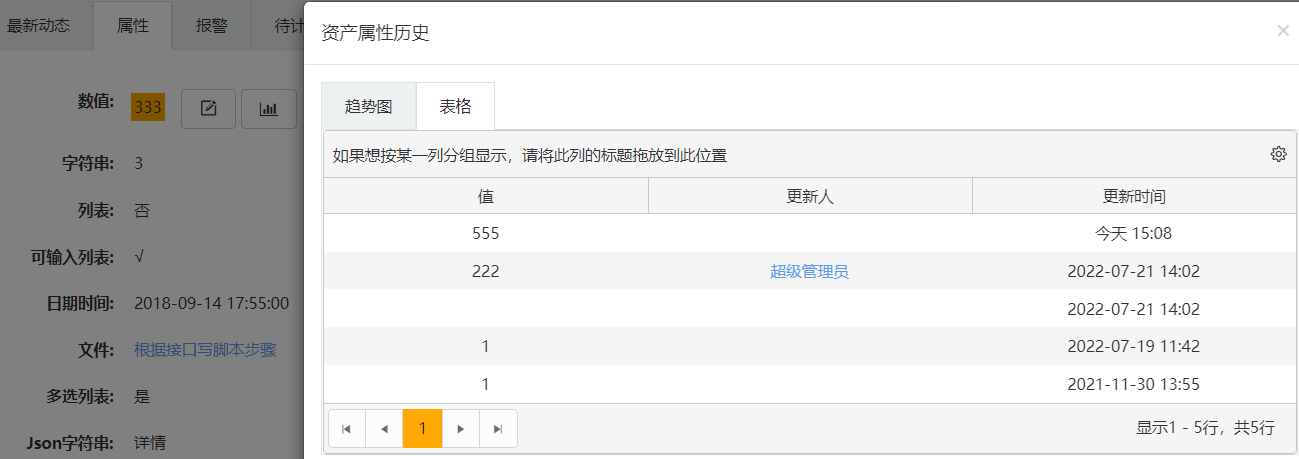 最新动态 属性 报警 待计
数值: 333
字符串: 3
列表: 否
可输入列表: √
日期时间: 2018-09-14 17:55:00
文件: 根据接口写脚本步骤
多选列表: 是
Json字符串: 详情
资产属性历史 ×
趋势图 表格
如果想按某一列分组显示，请将此列的标题拖放到此位置
值 更新人 更新时间
555 今天 15:08
222 超级管理员 2022-07-21 14:02
2022-07-21 14:02
1 2022-07-19 11:42
1 2021-11-30 13:55
1 显示1 - 5行，共5行